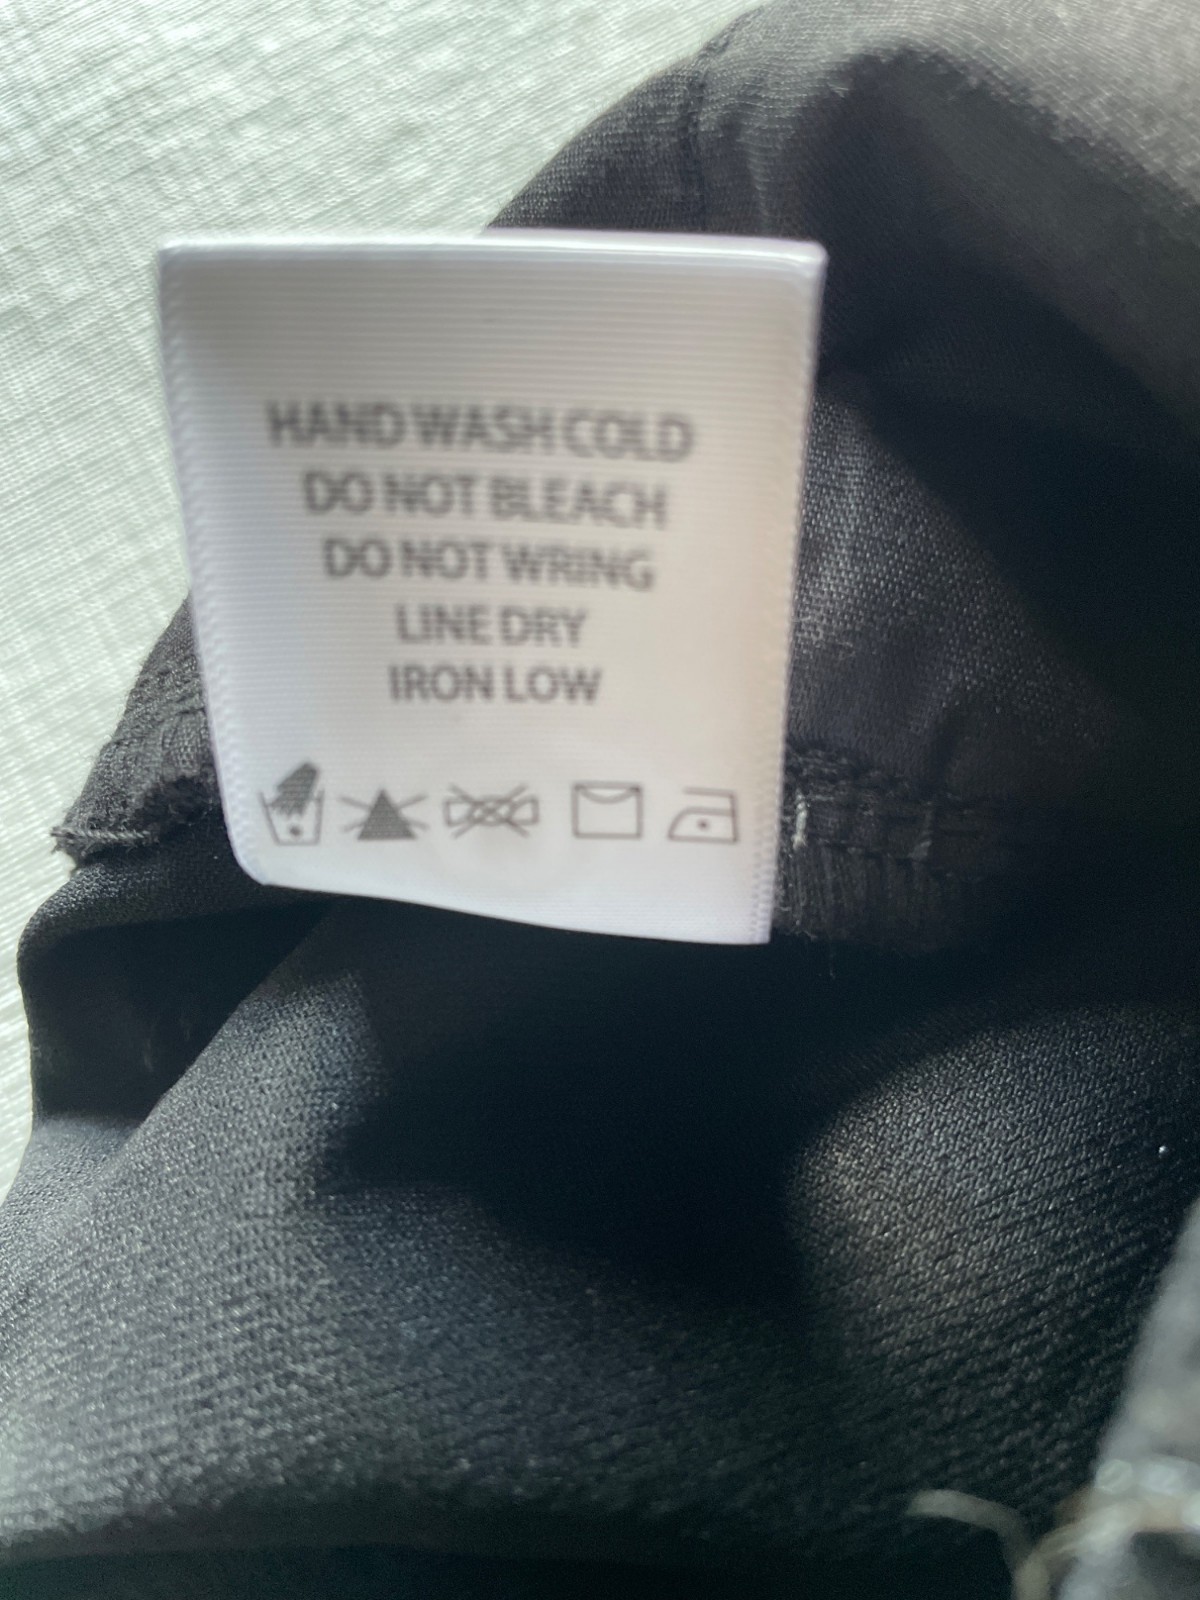 HAND WASH COLD
DO NOT BLEACH
DO NOT WRING
LINE DRY
IRON LOW